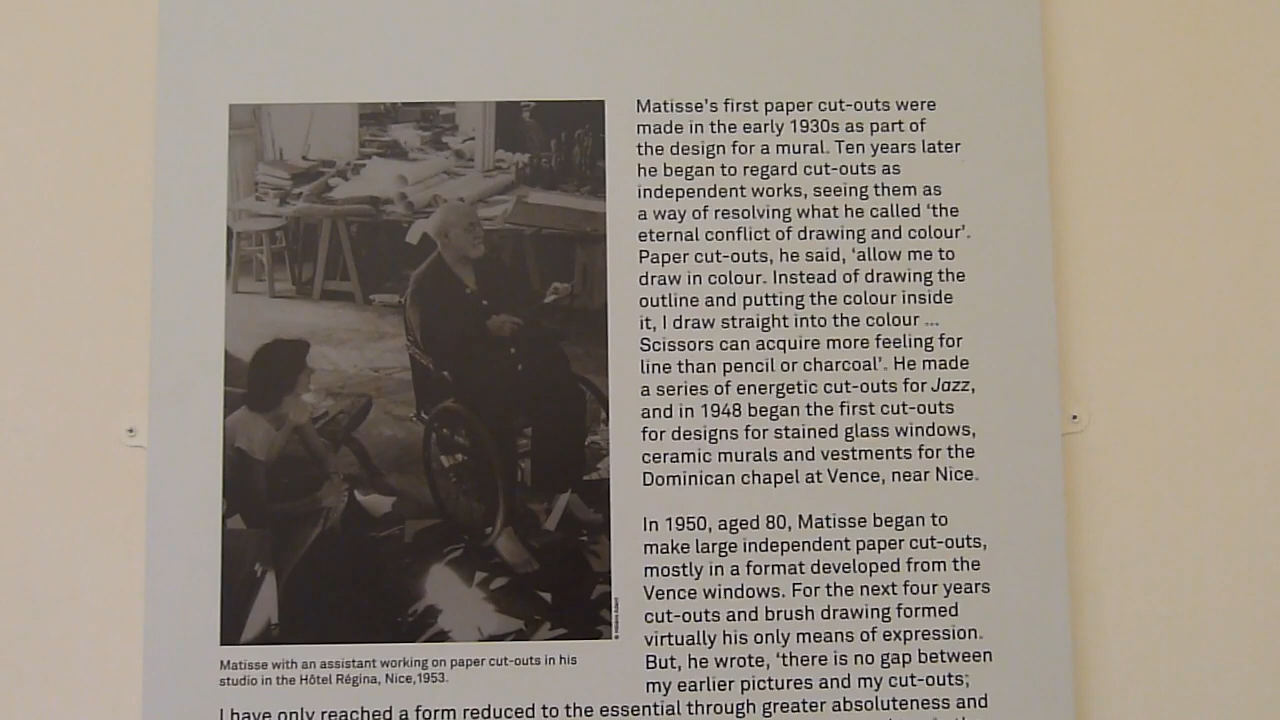 Matisse's first paper cut-outs were
made in the early 1930s as part of
the design for a mural. Ten years later
he began to regard cut-outs as
independent works, seeing them as
a way of resolving what he called ‘the
eternal conflict of drawing and colour’.
Paper cut-outs, he said, ‘allow me to
draw in colour. Instead of drawing the
outline and putting the colour inside
it, I draw straight into the colour ...
Scissors can acquire more feeling for
line than pencil or charcoal’. He made
a series of energetic cut-outs for Jazz,
and in 1948 began the first cut-outs
for designs for stained glass windows,
ceramic murals and vestments for the
Dominican chapel at Vence, near Nice.
In 1950, aged 80, Matisse began to
make large independent paper cut-outs,
mostly in a format developed from the
Vence windows. For the next four years
cut-outs and brush drawing formed
virtually his only means of expression.
But, he wrote, ‘there is no gap between
my earlier pictures and my cut-outs;
I have only reached a form reduced to the essential through greater absoluteness and
Matisse with an assistant working on paper cut-outs in his
studio in the Hôtel Régina, Nice,1953.